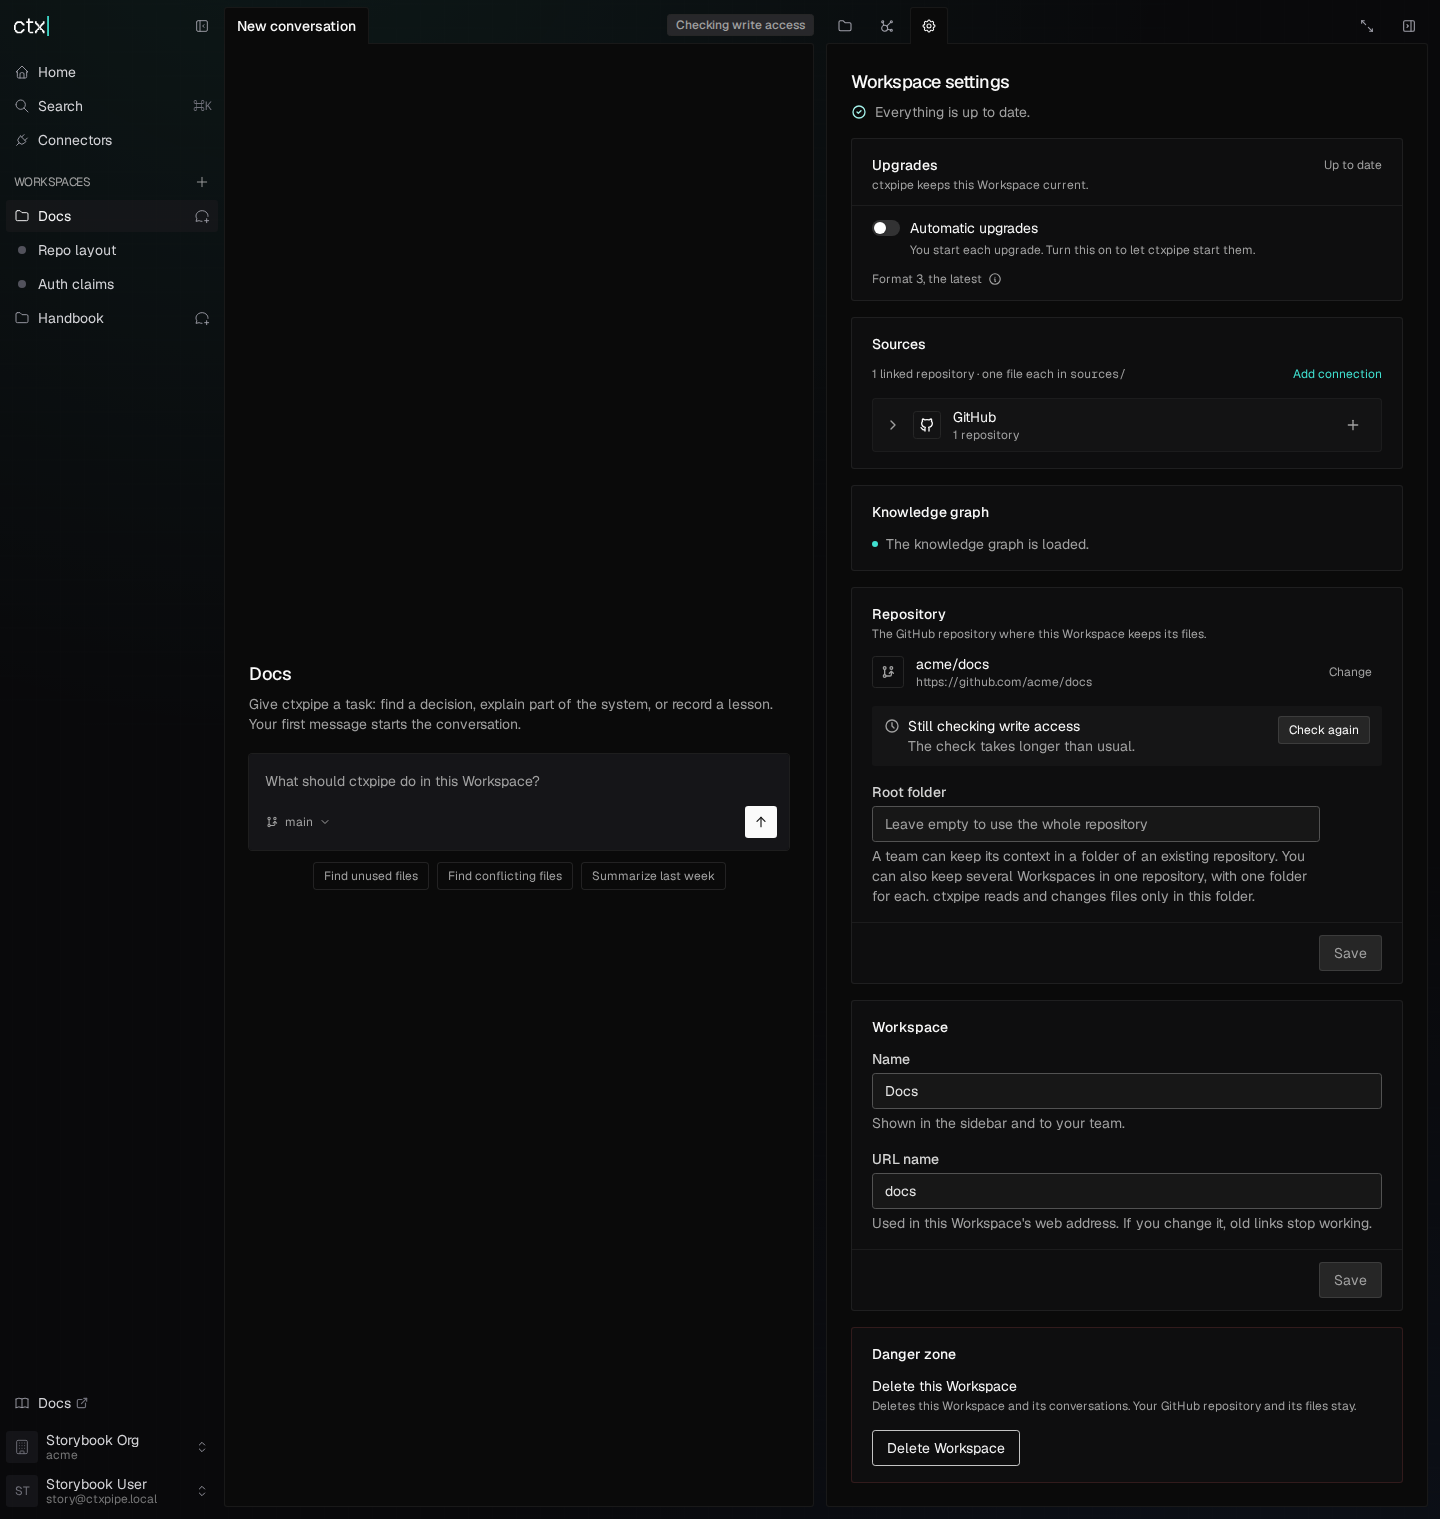 ctx
Home
Search ⌘K
Connectors
WORKSPACES
Docs
Repo layout
Auth claims
Handbook
Docs
Storybook Org
acme
ST
Storybook User
story@ctxpipe.local
New conversation
Checking write access
Docs
Give ctxpipe a task: find a decision, explain part of the system, or record a lesson.
Your first message starts the conversation.
What should ctxpipe do in this Workspace?
main
Find unused files
Find conflicting files
Summarize last week
Workspace settings
Everything is up to date.
Upgrades
Up to date
ctxpipe keeps this Workspace current.
Automatic upgrades
You start each upgrade. Turn this on to let ctxpipe start them.
Format 3, the latest
Sources
1 linked repository · one file each in sources/
Add connection
GitHub
1 repository
Knowledge graph
The knowledge graph is loaded.
Repository
The GitHub repository where this Workspace keeps its files.
acme/docs
https://github.com/acme/docs
Change
Still checking write access
The check takes longer than usual.
Check again
Root folder
Leave empty to use the whole repository
A team can keep its context in a folder of an existing repository. You
can also keep several Workspaces in one repository, with one folder
for each. ctxpipe reads and changes files only in this folder.
Save
Workspace
Name
Docs
Shown in the sidebar and to your team.
URL name
docs
Used in this Workspace's web address. If you change it, old links stop working.
Save
Danger zone
Delete this Workspace
Deletes this Workspace and its conversations. Your GitHub repository and its files stay.
Delete Workspace